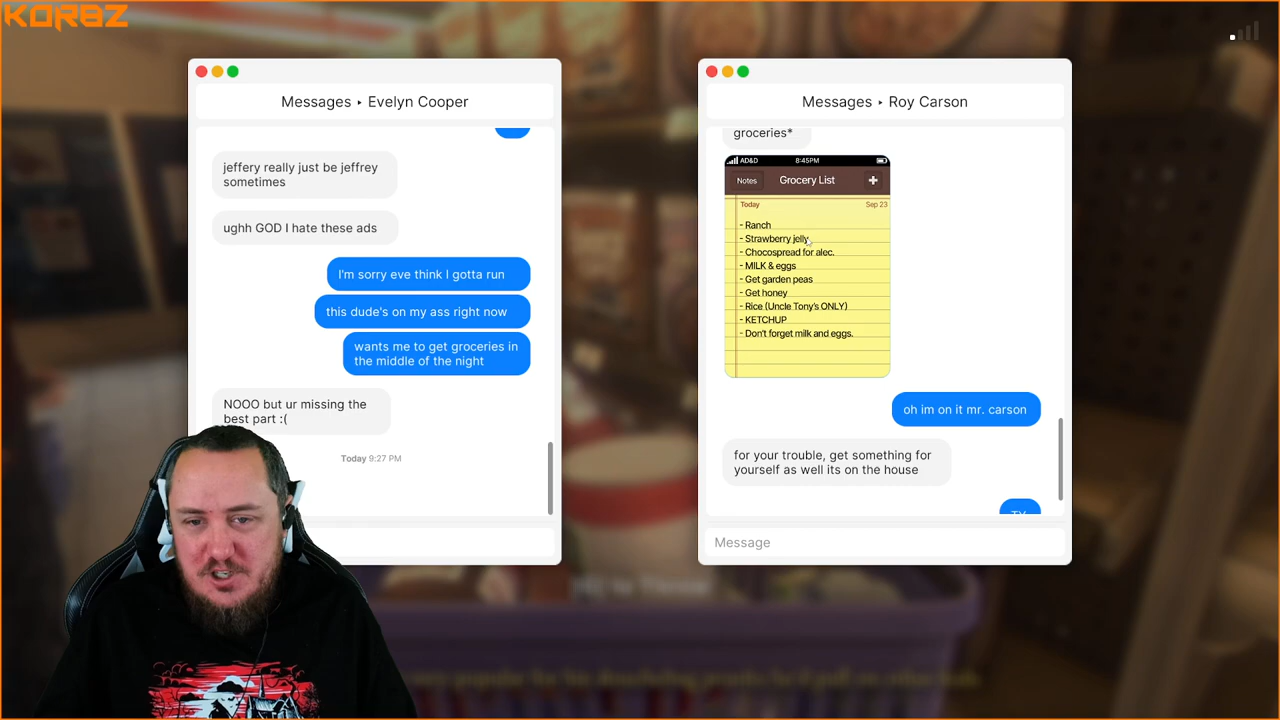 KORBZ
Messages ▸ Evelyn Cooper
jeffery really just be jeffrey
sometimes
ughh GOD I hate these ads
I'm sorry eve think I gotta run
this dude's on my ass right now
wants me to get groceries in
the middle of the night
NOOO but ur missing the
best part :(
Today 9:27 PM
Messages ▸ Roy Carson
groceries*
AD&D 8:45PM
Notes Grocery List +
Today Sep 23
- Ranch
- Strawberry jelly
- Chocospread for alec.
- MILK & eggs
- Get garden peas
- Get honey
- Rice (Uncle Tony's ONLY)
- KETCHUP
- Don't forget milk and eggs.
oh im on it mr. carson
for your trouble, get something for
yourself as well its on the house
Message